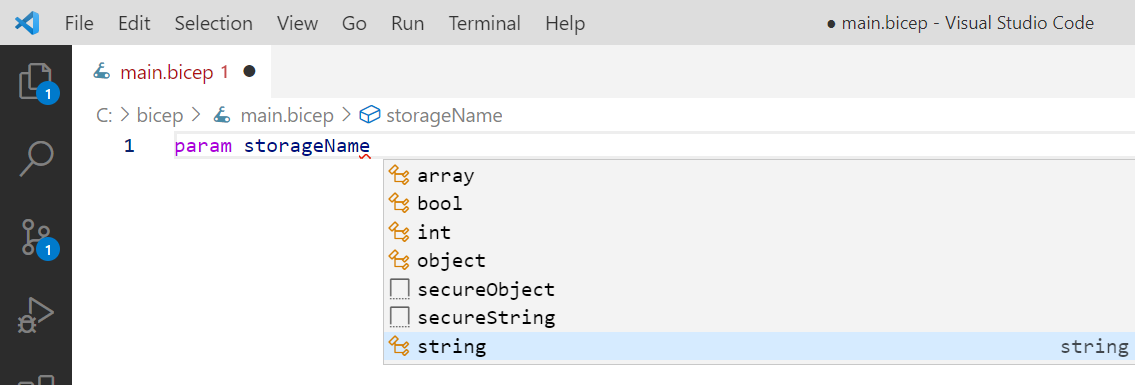 File Edit Selection View Go Run Terminal Help ● main.bicep - Visual Studio Code
main.bicep 1 ●
1
C: > bicep > main.bicep > storageName
1 param storageName
array
bool
int
1
object
secureObject
secureString
string string